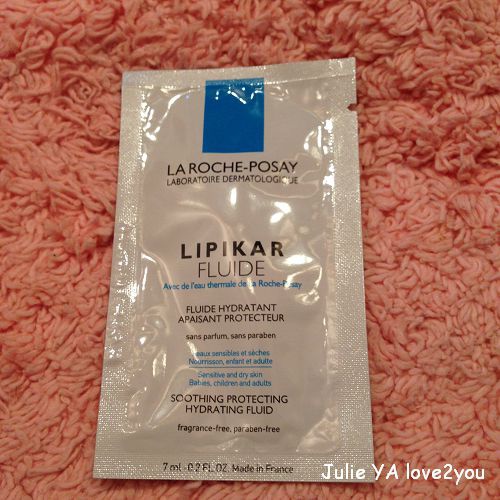 LA ROCHE-POSAY
LABORATOIRE DERMATOLOGIQUE
LIPIKAR
FLUIDE
Avec de l'eau thermale de La Roche-Posay
FLUIDE HYDRATANT
APAISANT PROTECTEUR
sans parfum, sans paraben
Peaux sensibles et sèches
Nourrisson, enfant et adulte
Sensitive and dry skin
Babies, children and adults
SOOTHING PROTECTING
HYDRATING FLUID
fragrance-free, paraben-free
7 ml - 0.2 FL.OZ. Made in France
Julie YA love2you